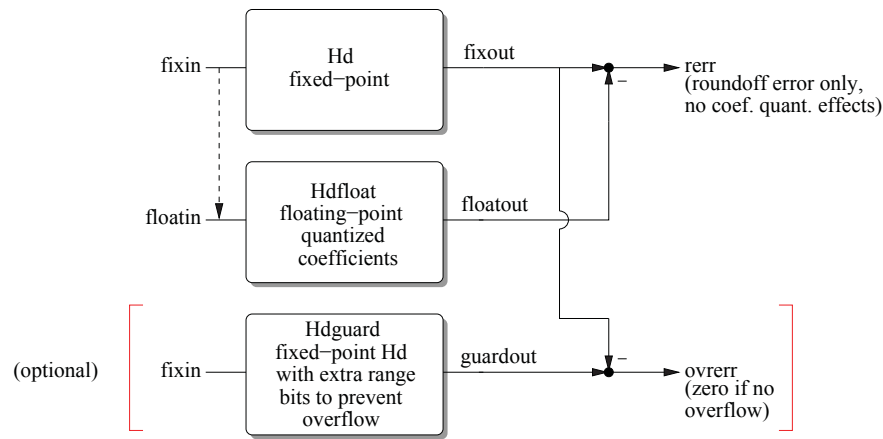 Hd
fixed−point
fixin
fixout
rerr
(roundoff error only,
no coef. quant. effects)
−
Hdfloat
floating−point
quantized
coefficients
floatin
floatout
Hdguard
fixed−point Hd
with extra range
bits to prevent
overflow
(optional)
fixin
guardout
−
ovrerr
(zero if no
overflow)